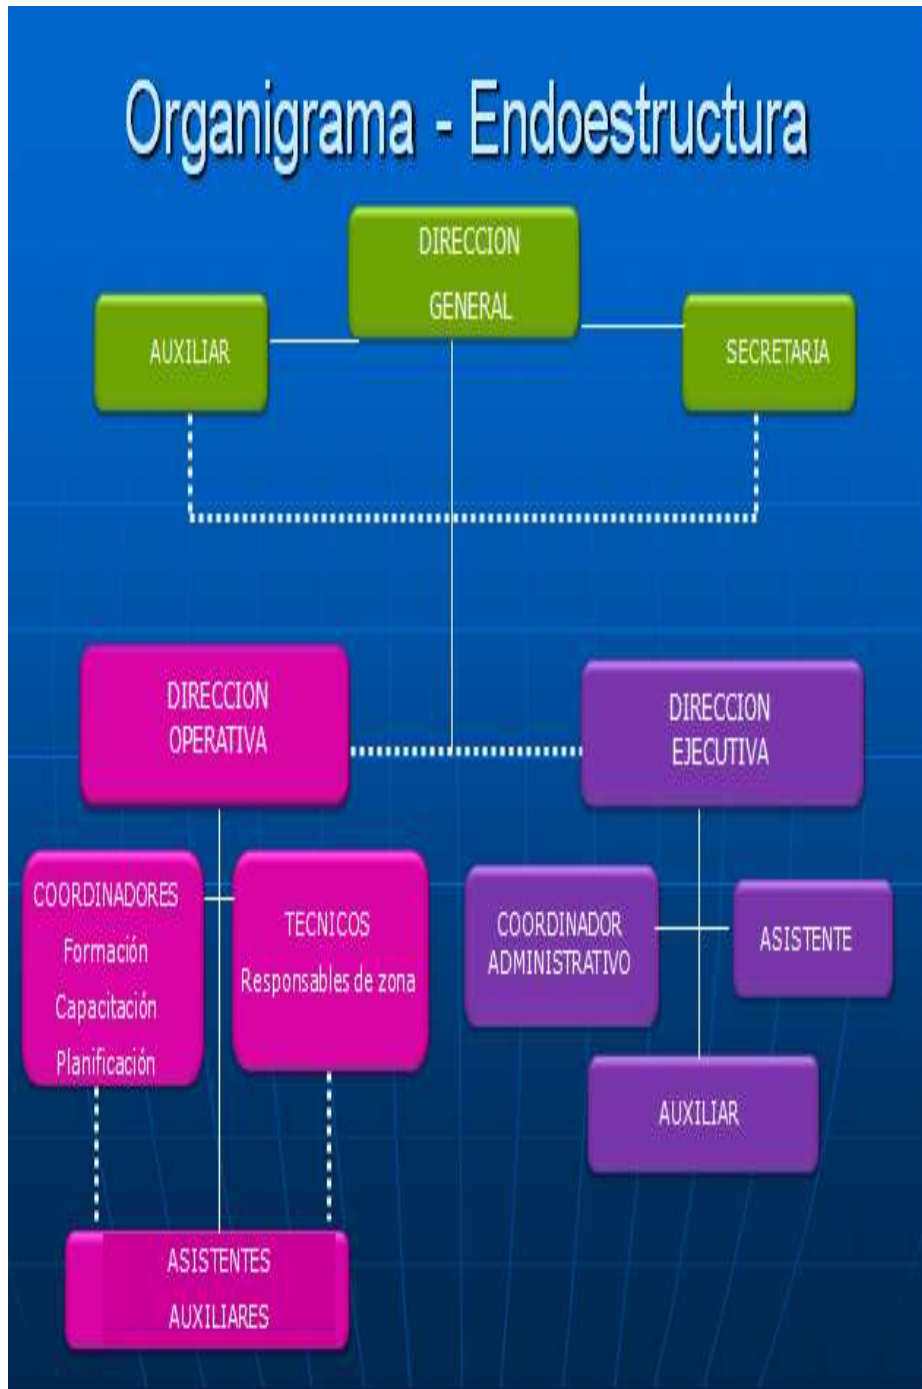 Organigrama - Endoestructura
DIRECCION
GENERAL
AUXILIAR
SECRETARIA
DIRECCION
OPERATIVA
DIRECCION
EJECUTIVA
COORDINADORES
Formación
Capacitación
Planificación
TECNICOS
Responsables de zona
COORDINADOR
ADMINISTRATIVO
ASISTENTE
AUXILIAR
ASISTENTES
AUXILIARES